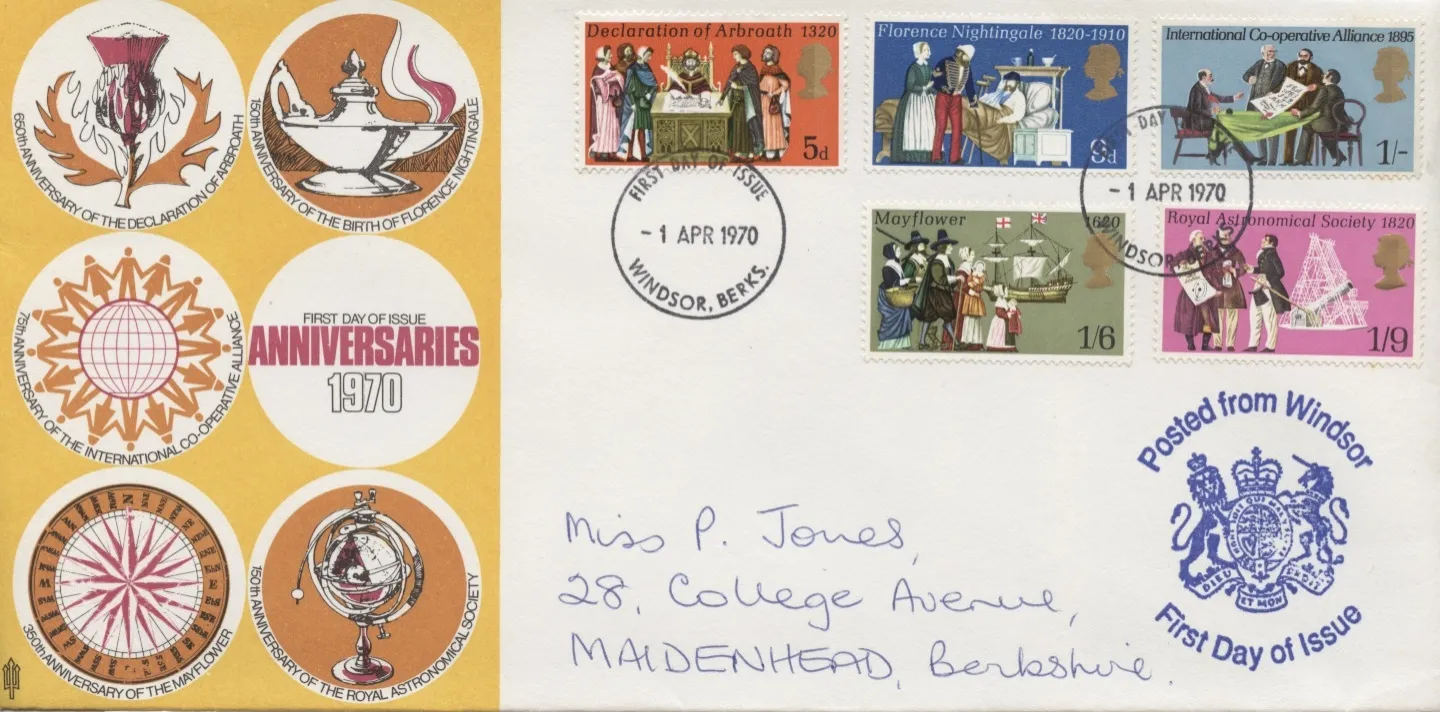 650th ANNIVERSARY OF THE DECLARATION OF ARBROATH
150th ANNIVERSARY OF THE BIRTH OF FLORENCE NIGHTINGALE
75th ANNIVERSARY OF THE INTERNATIONAL CO-OPERATIVE ALLIANCE
FIRST DAY OF ISSUE
ANNIVERSARIES
1970
350th ANNIVERSARY OF THE MAYFLOWER
150th ANNIVERSARY OF THE ROYAL ASTRONOMICAL SOCIETY
Declaration of Arbroath 1320
5d
Florence Nightingale 1820-1910
9d
International Co-operative Alliance 1895
1/-
Mayflower 1620
1/6
Royal Astronomical Society 1820
1/9
FIRST DAY OF ISSUE
- 1 APR 1970
WINDSOR, BERKS.
DAY
- 1 APR 1970
WINDSOR, BERKS.
Posted from Windsor
DIEU ET MON
First Day of Issue
Miss P. Jones,
28, College Avenue,
MAIDENHEAD, Berkshire.